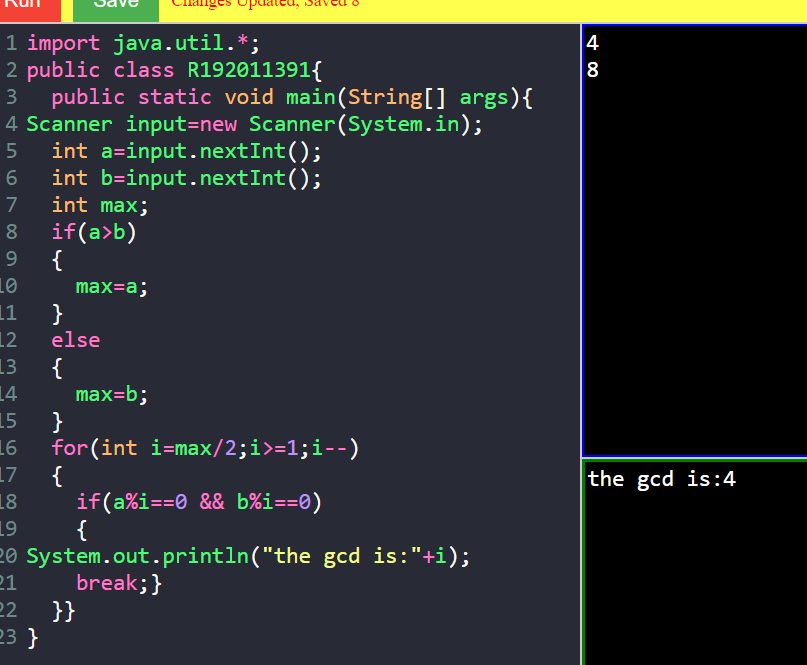 Run Save Changes Updated, Saved 8
1 import java.util.*;
2 public class R192011391{
3 public static void main(String[] args){
4 Scanner input=new Scanner(System.in);
5 int a=input.nextInt();
6 int b=input.nextInt();
7 int max;
8 if(a>b)
9 {
10 max=a;
11 }
12 else
13 {
14 max=b;
15 }
16 for(int i=max/2;i>=1;i--)
17 {
18 if(a%i==0 && b%i==0)
19 {
20 System.out.println("the gcd is:"+i);
21 break;}
22 }}
23 }
4
8
the gcd is:4